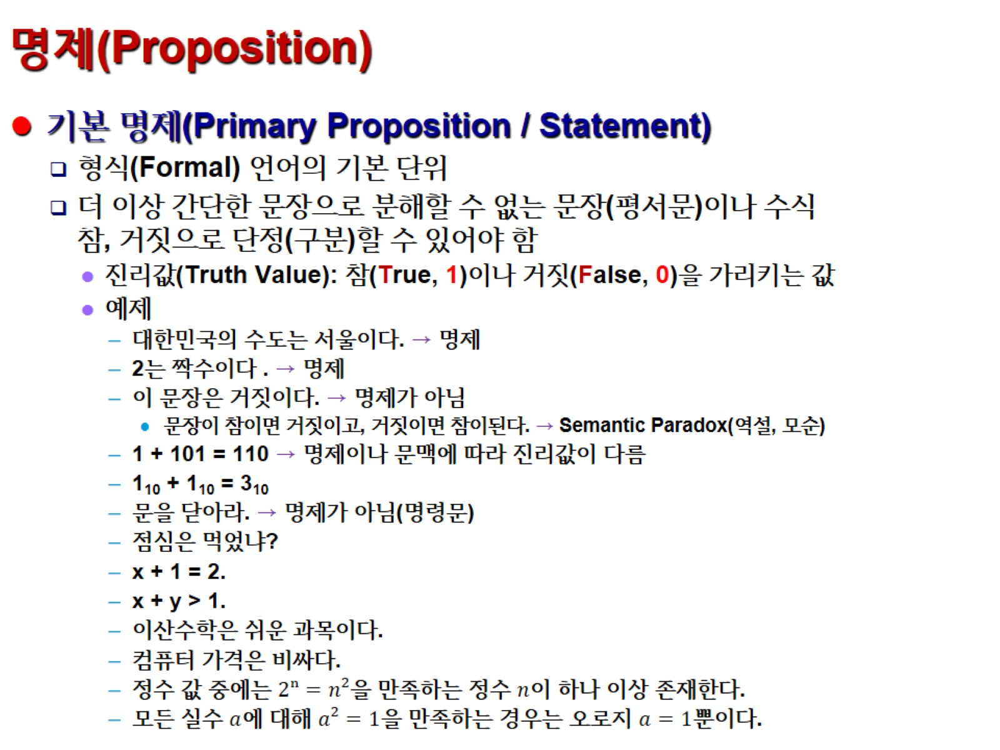 명제(Proposition)
● 기본 명제(Primary Proposition / Statement)
❑ 형식(Formal) 언어의 기본 단위
❑ 더 이상 간단한 문장으로 분해할 수 없는 문장(평서문)이나 수식
참, 거짓으로 단정(구분)할 수 있어야 함
● 진리값(Truth Value): 참(True, 1)이나 거짓(False, 0)을 가리키는 값
● 예제
– 대한민국의 수도는 서울이다. → 명제
– 2는 짝수이다 . → 명제
– 이 문장은 거짓이다. → 명제가 아님
● 문장이 참이면 거짓이고, 거짓이면 참이된다. → Semantic Paradox(역설, 모순)
– 1 + 101 = 110 → 명제이나 문맥에 따라 진리값이 다름
– 1₁₀ + 1₁₀ = 3₁₀
– 문을 닫아라. → 명제가 아님(명령문)
– 점심은 먹었냐?
– x + 1 = 2.
– x + y > 1.
– 이산수학은 쉬운 과목이다.
– 컴퓨터 가격은 비싸다.
– 정수 값 중에는 2ⁿ = n²을 만족하는 정수 n이 하나 이상 존재한다.
– 모든 실수 a에 대해 a² = 1을 만족하는 경우는 오로지 a = 1뿐이다.